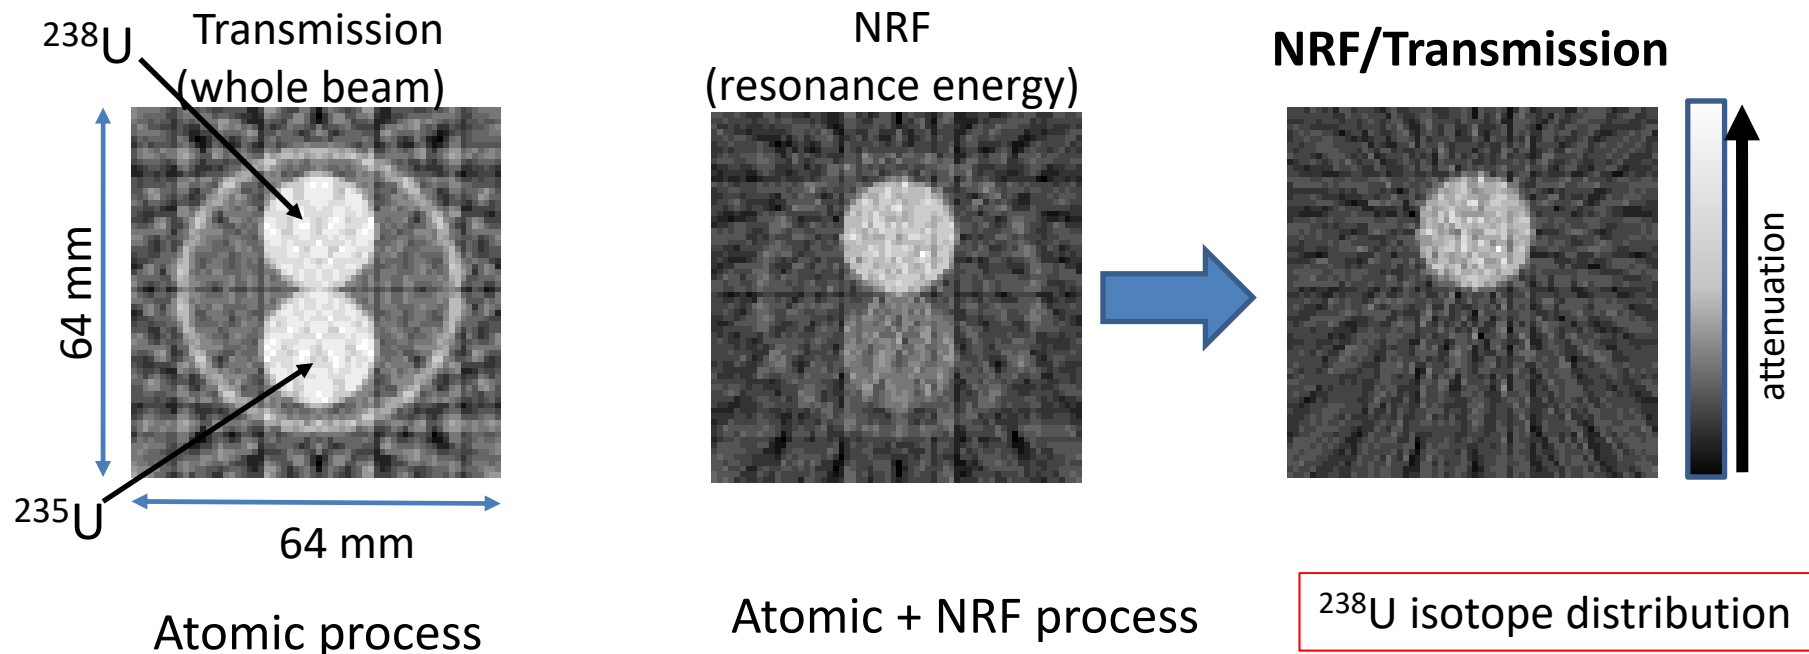 ²³⁸U
Transmission
(whole beam)
64 mm
²³⁵U
64 mm
Atomic process
NRF
(resonance energy)
Atomic + NRF process
NRF/Transmission
attenuation
²³⁸U isotope distribution